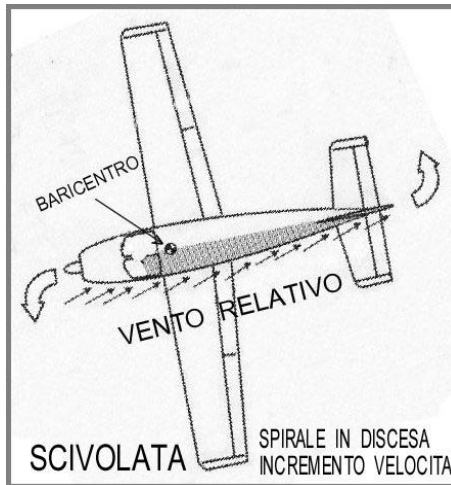 BARICENTRO
VENTO RELATIVO
SCIVOLATA
SPIRALE IN DISCESA
INCREMENTO VELOCITA